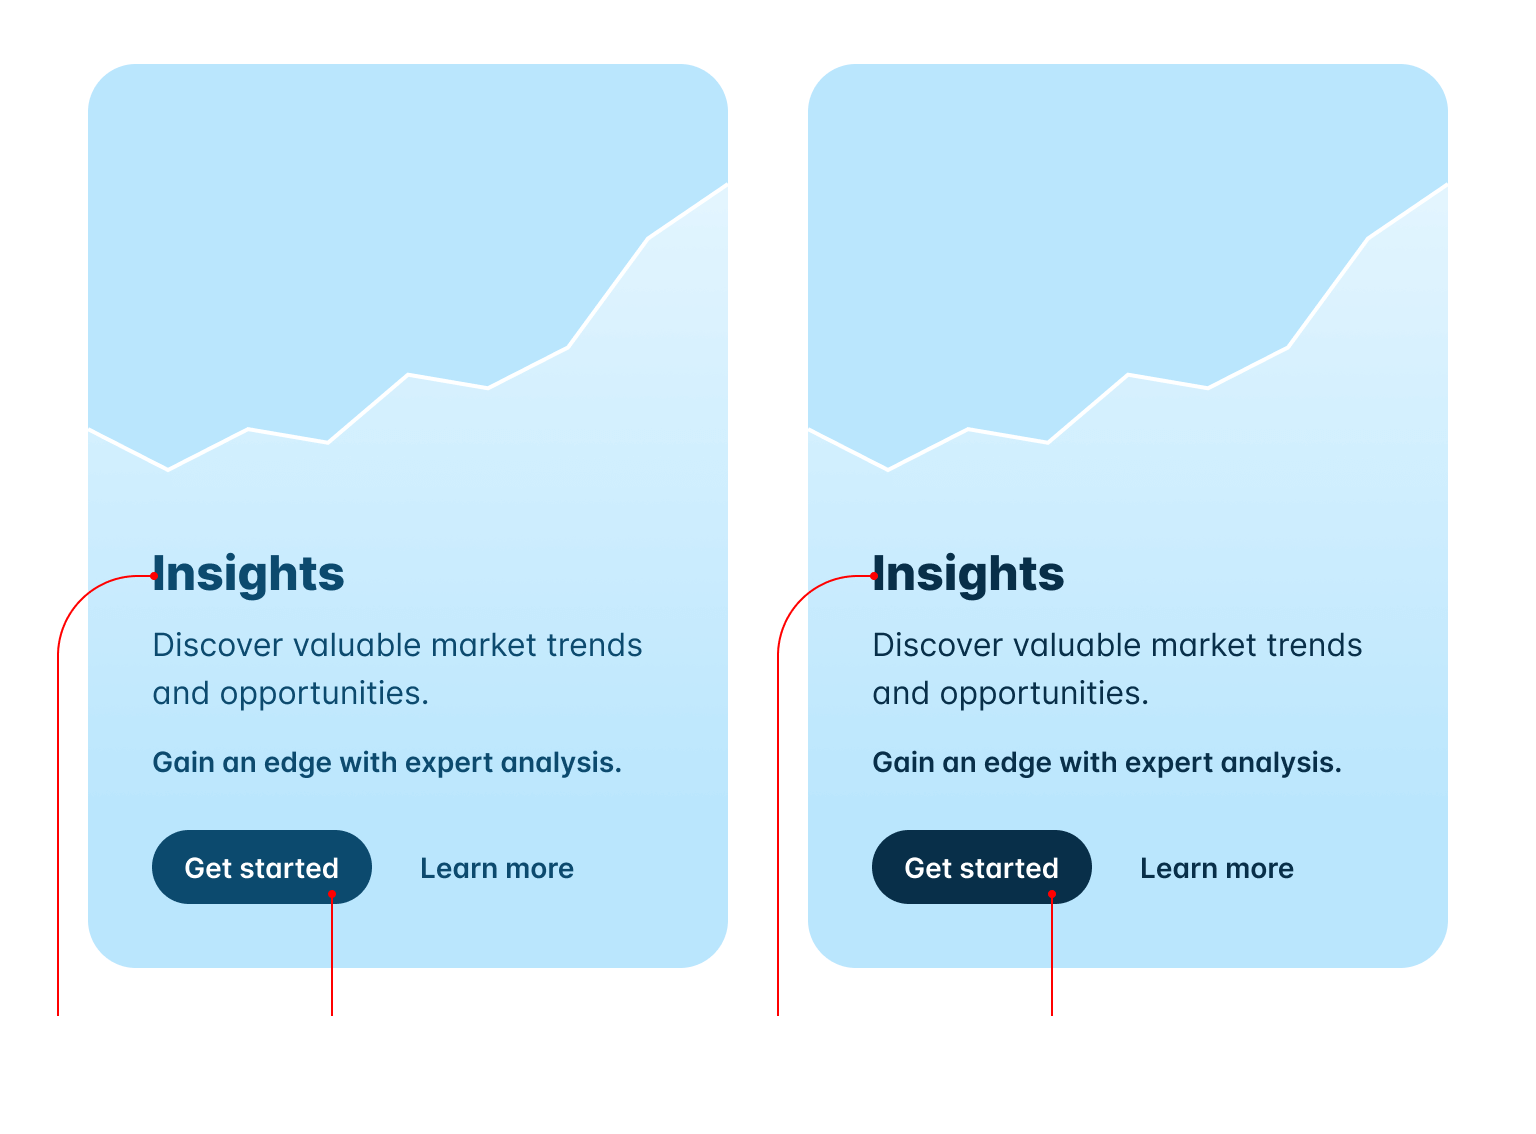 Insights
Discover valuable market trends
and opportunities.
Gain an edge with expert analysis.
Get started
Learn more
Insights
Discover valuable market trends
and opportunities.
Gain an edge with expert analysis.
Get started
Learn more